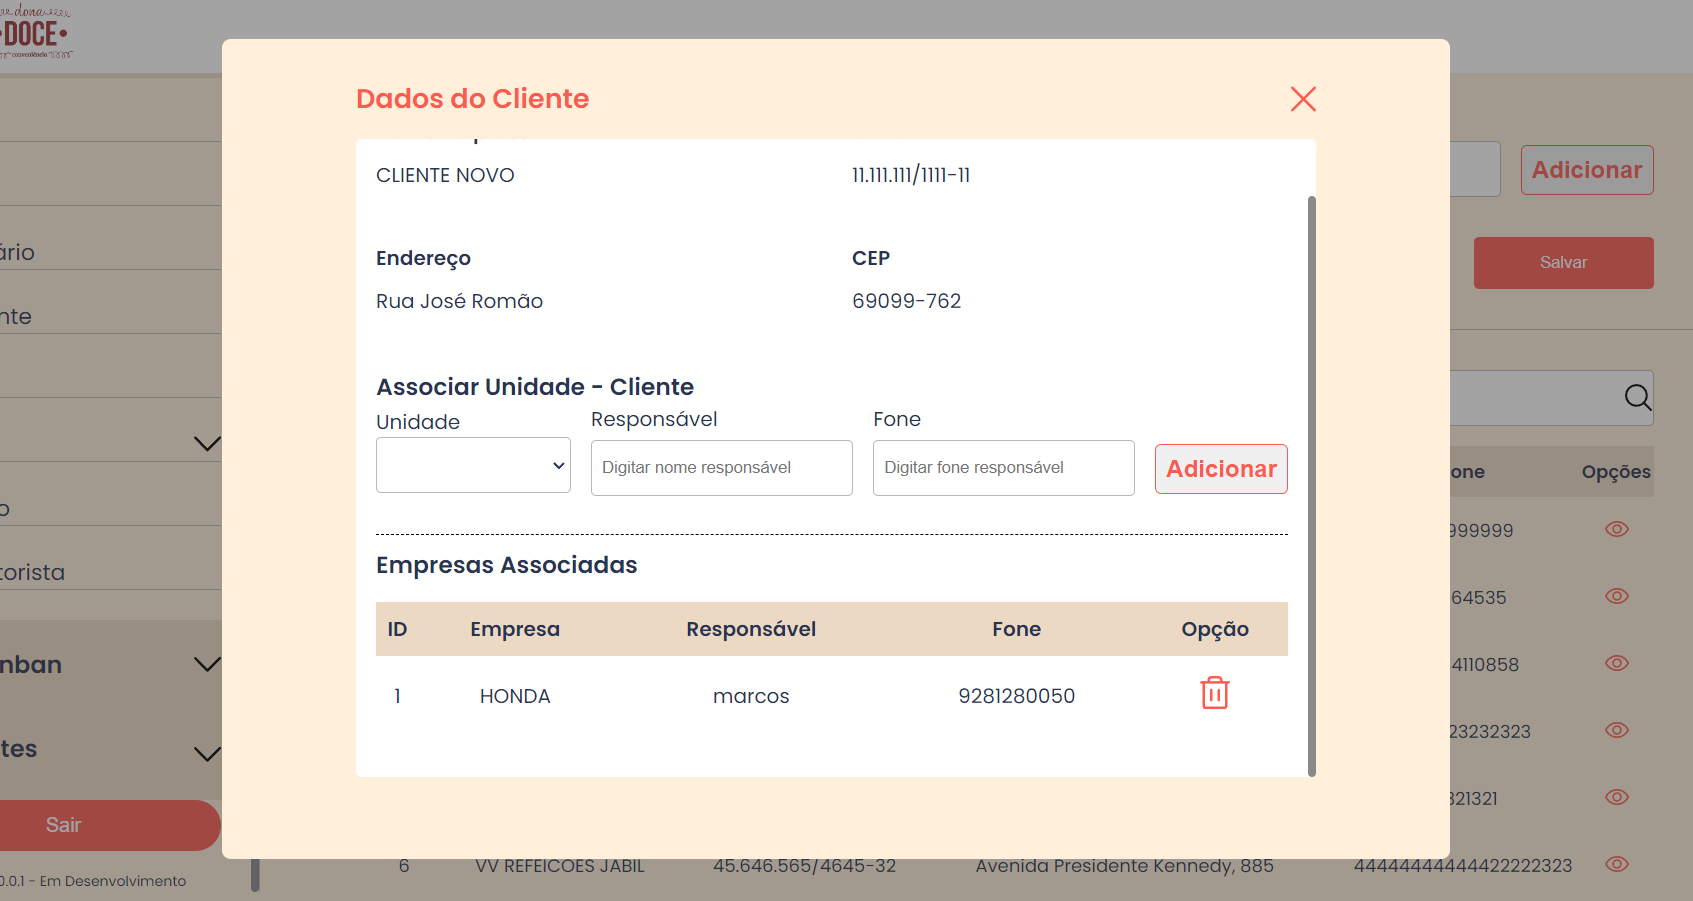 dona
DOCE
Dados do Cliente
CLIENTE NOVO 11.111.111/1111-11
Adicionar
ário
Endereço CEP
Salvar
Rua José Romão 69099-762
nte
Associar Unidade - Cliente
Unidade Responsável Fone
Digitar nome responsável Digitar fone responsável Adicionar
one Opções
o
999999
Empresas Associadas
torista
64535
ID Empresa Responsável Fone Opção
nban
4110858
1 HONDA marcos 9281280050
23232323
tes
321321
Sair
6 VV REFEICOES JABIL 45.646.565/4645-32 Avenida Presidente Kennedy, 885 44444444444422222323
0.0.1 - Em Desenvolvimento